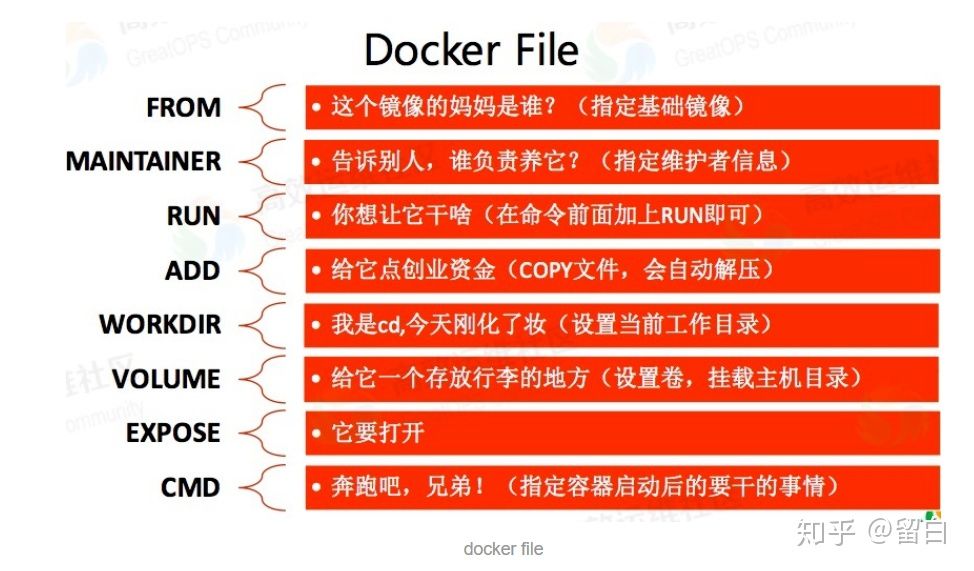 GreatOPS Community
GreatOPS Community
Docker File
FROM
• 这个镜像的妈妈是谁？（指定基础镜像）
MAINTAINER
• 告诉别人，谁负责养它？（指定维护者信息）
RUN
• 你想让它干啥（在命令前面加上RUN即可）
ADD
• 给它点创业资金（COPY文件，会自动解压）
WORKDIR
• 我是cd,今天刚化了妆（设置当前工作目录）
VOLUME
• 给它一个存放行李的地方（设置卷，挂载主机目录）
EXPOSE
• 它要打开
CMD
• 奔跑吧，兄弟！（指定容器启动后的要干的事情）
知乎 @留白
docker file